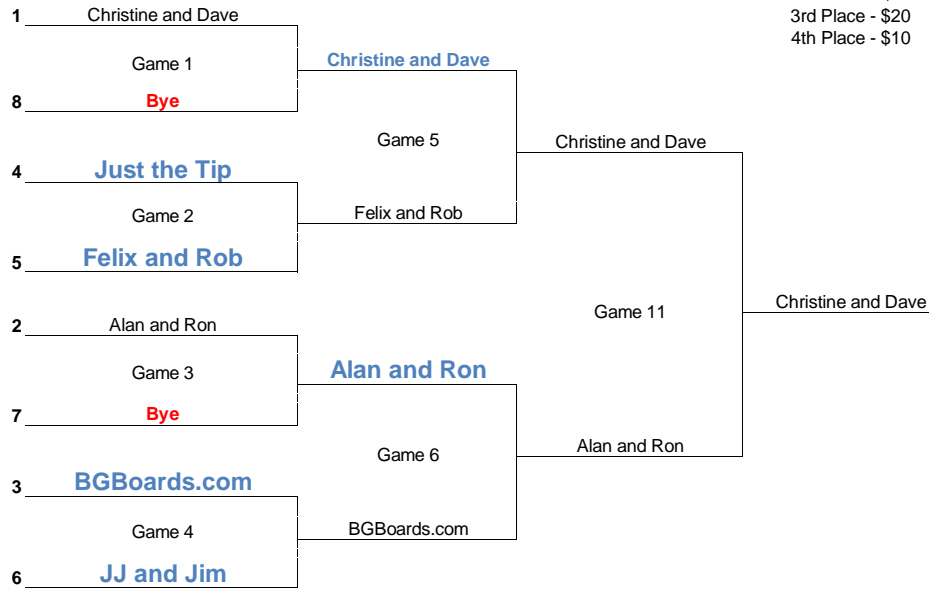 1 Christine and Dave
3rd Place - $20
4th Place - $10
Game 1
Christine and Dave
8 Bye
Game 5
Christine and Dave
4 Just the Tip
Game 2
Felix and Rob
5 Felix and Rob
Christine and Dave
Game 11
2 Alan and Ron
Game 3
Alan and Ron
7 Bye
Game 6
Alan and Ron
3 BGBoards.com
Game 4
BGBoards.com
6 JJ and Jim